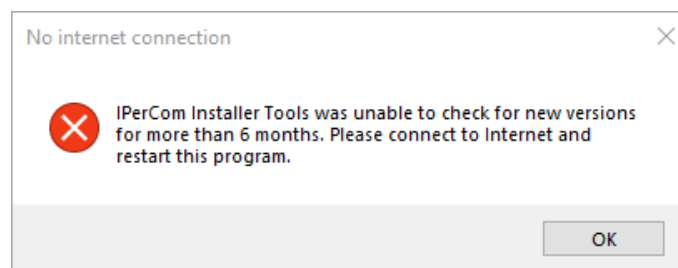 No internet connection
IPerCom Installer Tools was unable to check for new versions
for more than 6 months. Please connect to Internet and
restart this program.
OK